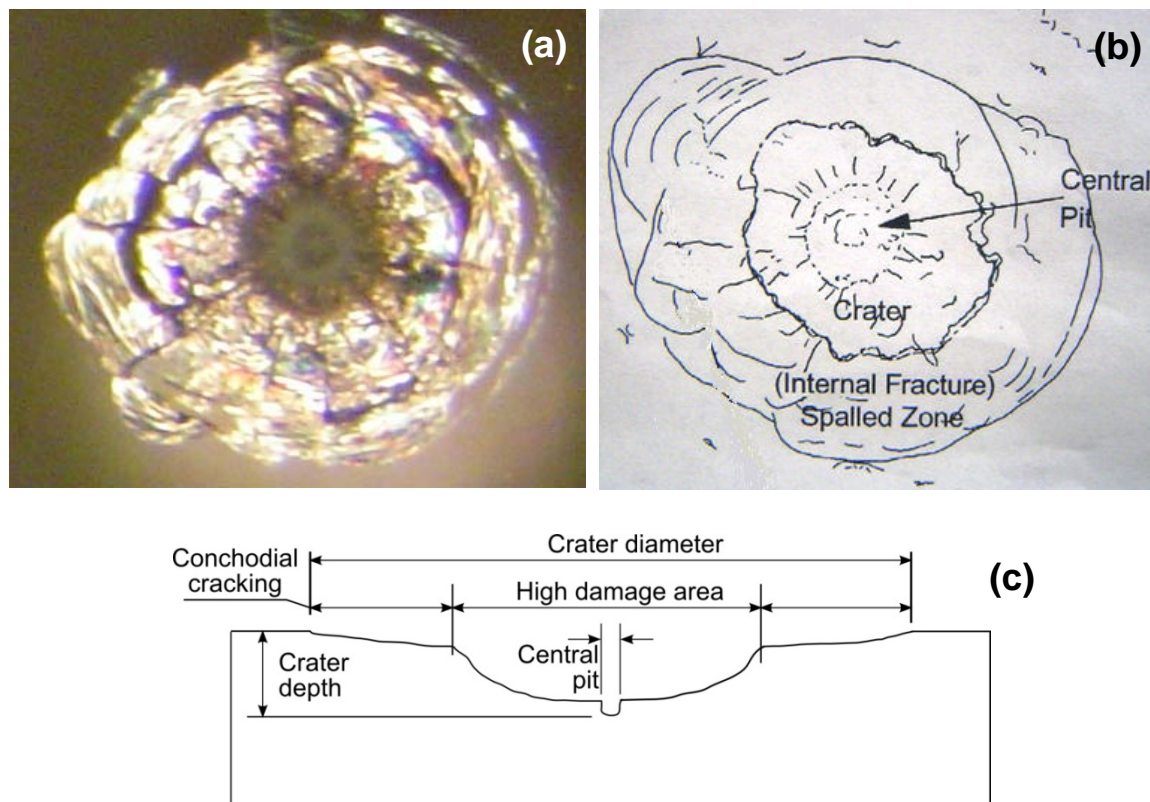 (a)
(b)
Central
Pit
Crater
(Internal Fracture)
Spalled Zone
(c)
Crater diameter
Conchodial
cracking
High damage area
Central
pit
Crater
depth